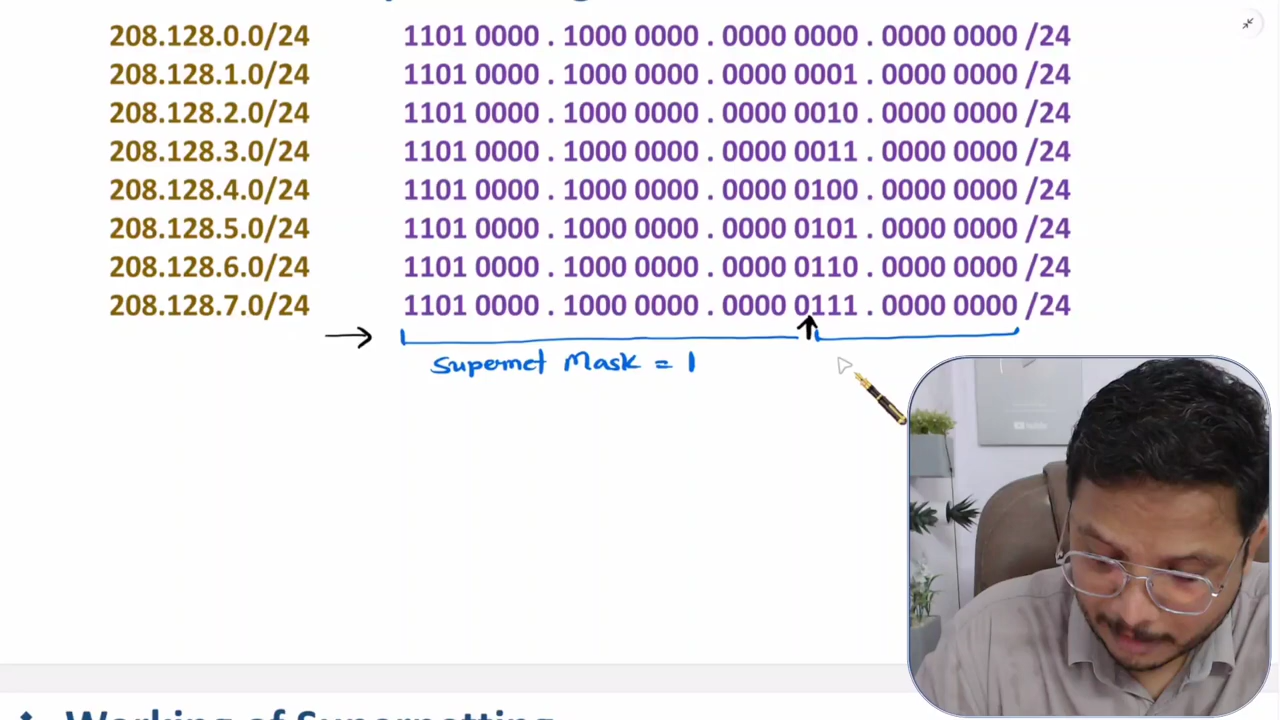 208.128.0.0/24 1101 0000 . 1000 0000 . 0000 0000 . 0000 0000 /24
208.128.1.0/24 1101 0000 . 1000 0000 . 0000 0001 . 0000 0000 /24
208.128.2.0/24 1101 0000 . 1000 0000 . 0000 0010 . 0000 0000 /24
208.128.3.0/24 1101 0000 . 1000 0000 . 0000 0011 . 0000 0000 /24
208.128.4.0/24 1101 0000 . 1000 0000 . 0000 0100 . 0000 0000 /24
208.128.5.0/24 1101 0000 . 1000 0000 . 0000 0101 . 0000 0000 /24
208.128.6.0/24 1101 0000 . 1000 0000 . 0000 0110 . 0000 0000 /24
208.128.7.0/24 1101 0000 . 1000 0000 . 0000 0111 . 0000 0000 /24
Supernet Mask = 1
Working of Supernetting